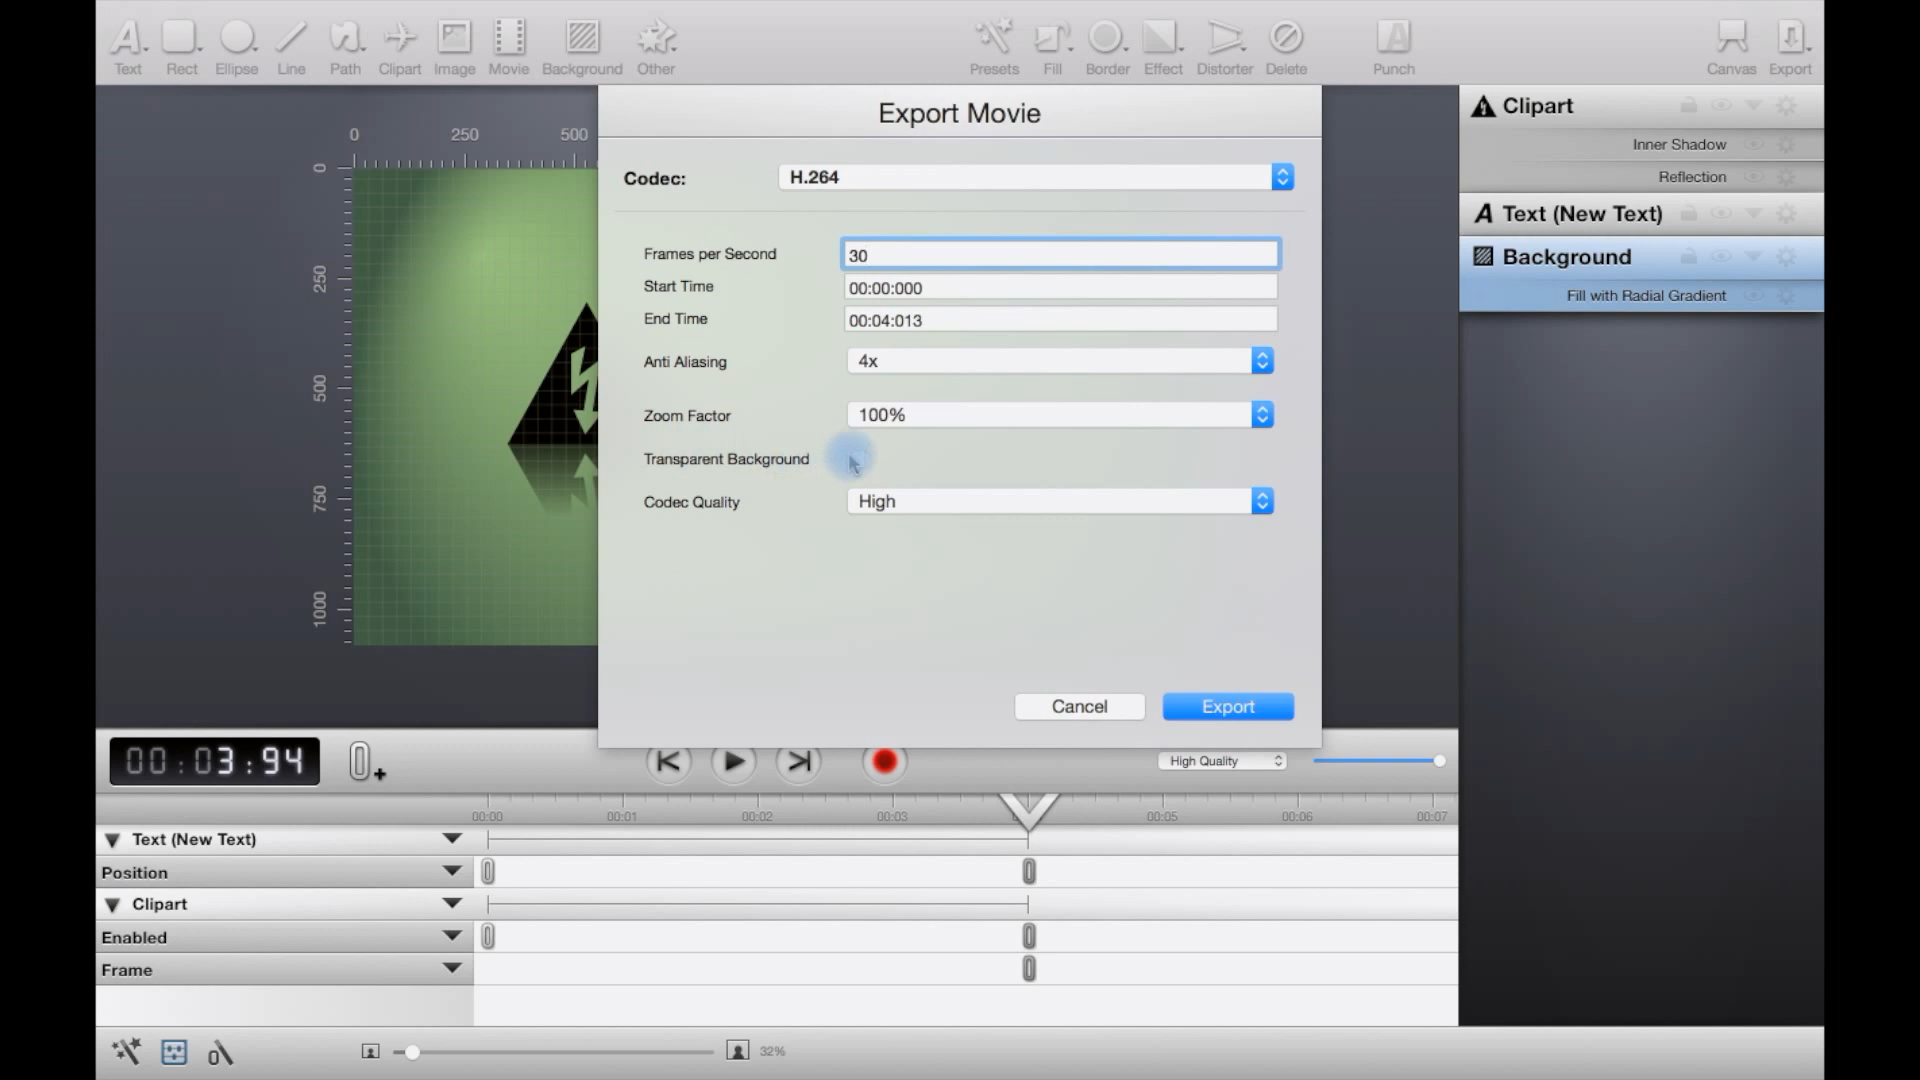 Text Rect Ellipse Line Path Clipart Image Movie Background Other Presets Fill Border Effect Distorter Delete Punch Canvas Export
Export Movie
Codec: H.264
Frames per Second 30
Start Time 00:00:000
End Time 00:04:013
Anti Aliasing 4x
Zoom Factor 100%
Transparent Background
Codec Quality High
Cancel Export
0 250 500
0
250
500
750
1000
Clipart
Inner Shadow
Reflection
A Text (New Text)
Background
Fill with Radial Gradient
00:03:94
High Quality
00:00 00:01 00:02 00:03 00:05 00:06 00:07
Text (New Text)
Position
Clipart
Enabled
Frame
32%